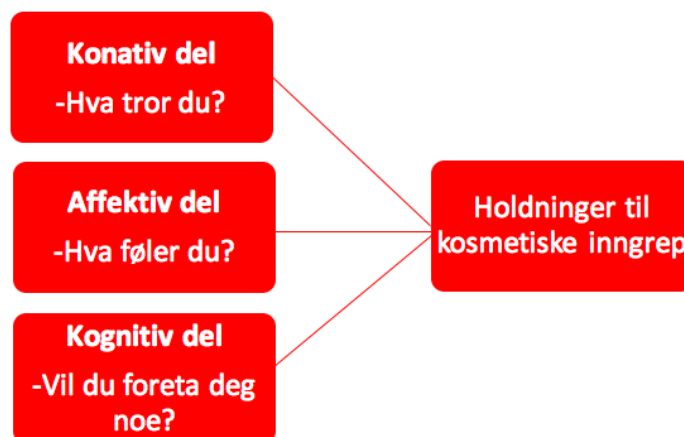 Konativ del
-Hva tror du?
Affektiv del
-Hva føler du?
Kognitiv del
-Vil du foreta deg
noe?
Holdninger til
kosmetiske inngrep